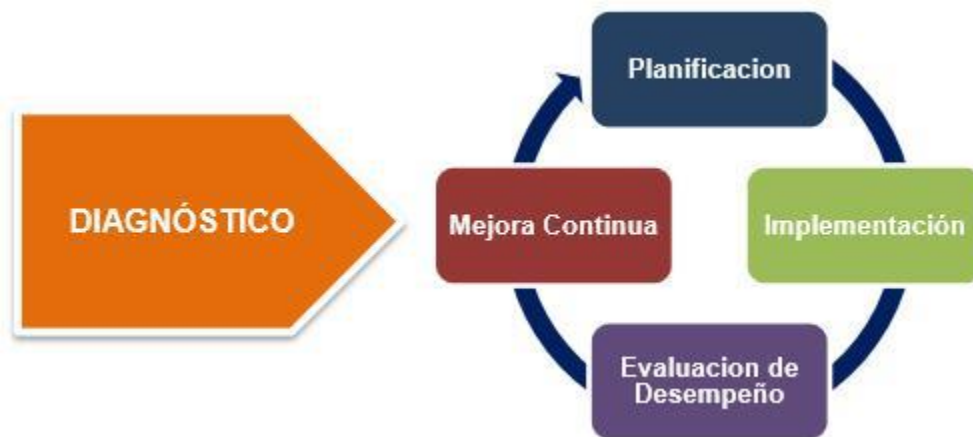 Planificacion
DIAGNÓSTICO
Mejora Continua
Implementación
Evaluacion de
Desempeño